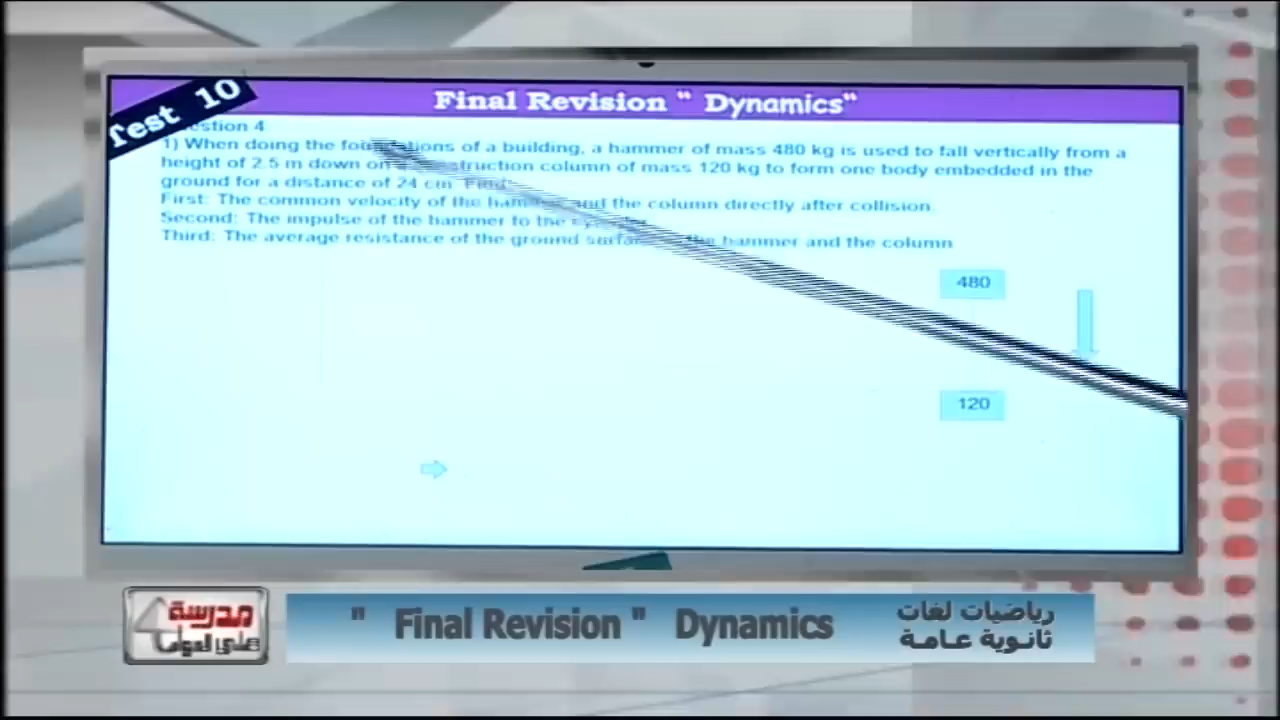 Test 10
Final Revision " Dynamics"
Question 4
1) When doing the foundations of a building, a hammer of mass 480 kg is used to fall vertically from a
height of 2.5 m down on construction column of mass 120 kg to form one body embedded in the
ground for a distance of 24 cm Find
First: The common velocity of the hammer and the column directly after collision.
Second: The impulse of the hammer to the
Third: The average resistance of the ground surface the hammer and the column
480
120
مدرسة
على الهواء
" Final Revision " Dynamics
رياضيات لغات
ثانوية عامة